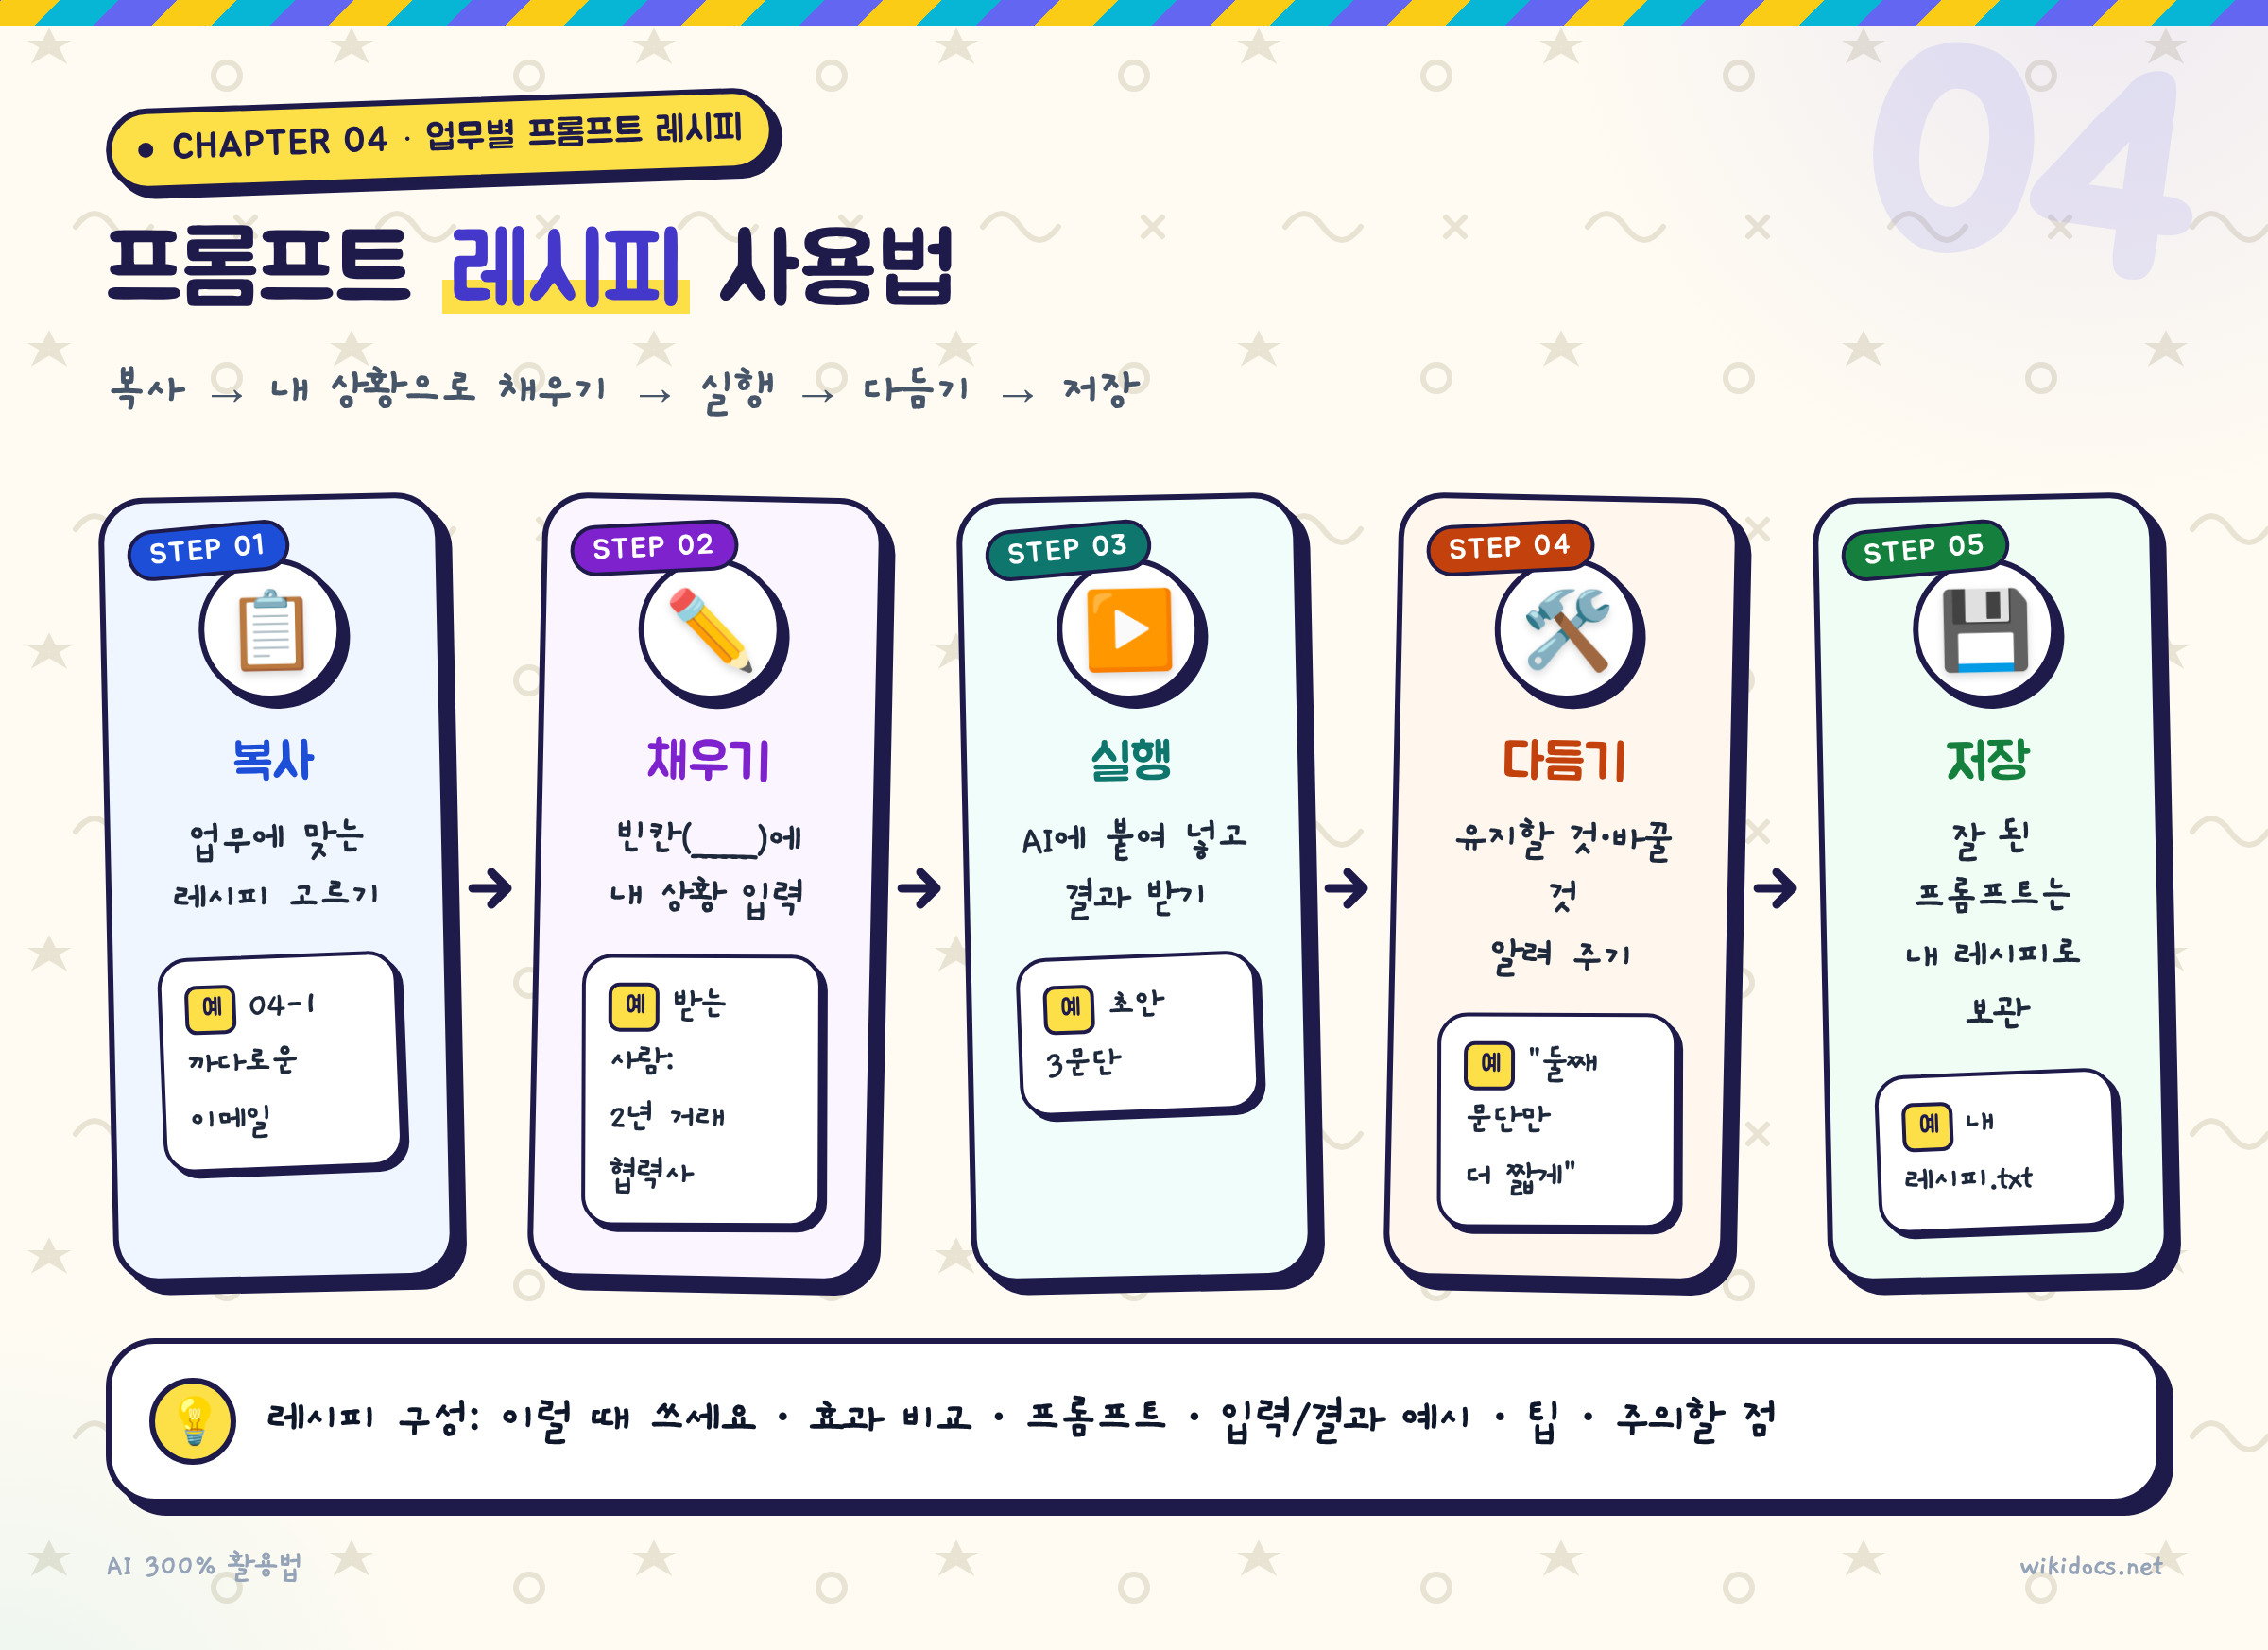 CHAPTER 04 · 업무별 프롬프트 레시피
04
프롬프트 레시피 사용법
복사 → 내 상황으로 채우기 → 실행 → 다듬기 → 저장
STEP 01
복사
업무에 맞는
레시피 고르기
예 04-1
까다로운
이메일
STEP 02
채우기
빈칸(_____)에
내 상황 입력
예 받는
사람:
2년 거래
협력사
STEP 03
실행
AI에 붙여 넣고
결과 받기
예 초안
3문단
STEP 04
다듬기
유지할 것·바꿀
것
알려 주기
예 "둘째
문단만
더 짧게"
STEP 05
저장
잘 된
프롬프트는
내 레시피로
보관
예 내
레시피.txt
레시피 구성: 이럴 때 쓰세요 · 효과 비교 · 프롬프트 · 입력/결과 예시 · 팁 · 주의할 점
AI 300% 활용법
wikidocs.net